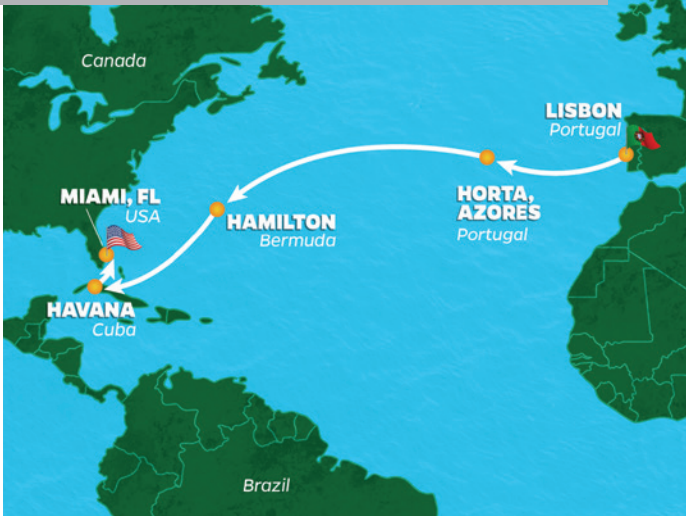 Canada
LISBON
Portugal
MIAMI, FL
USA
HORTA,
AZORES
Portugal
HAMILTON
Bermuda
HAVANA
Cuba
Brazil